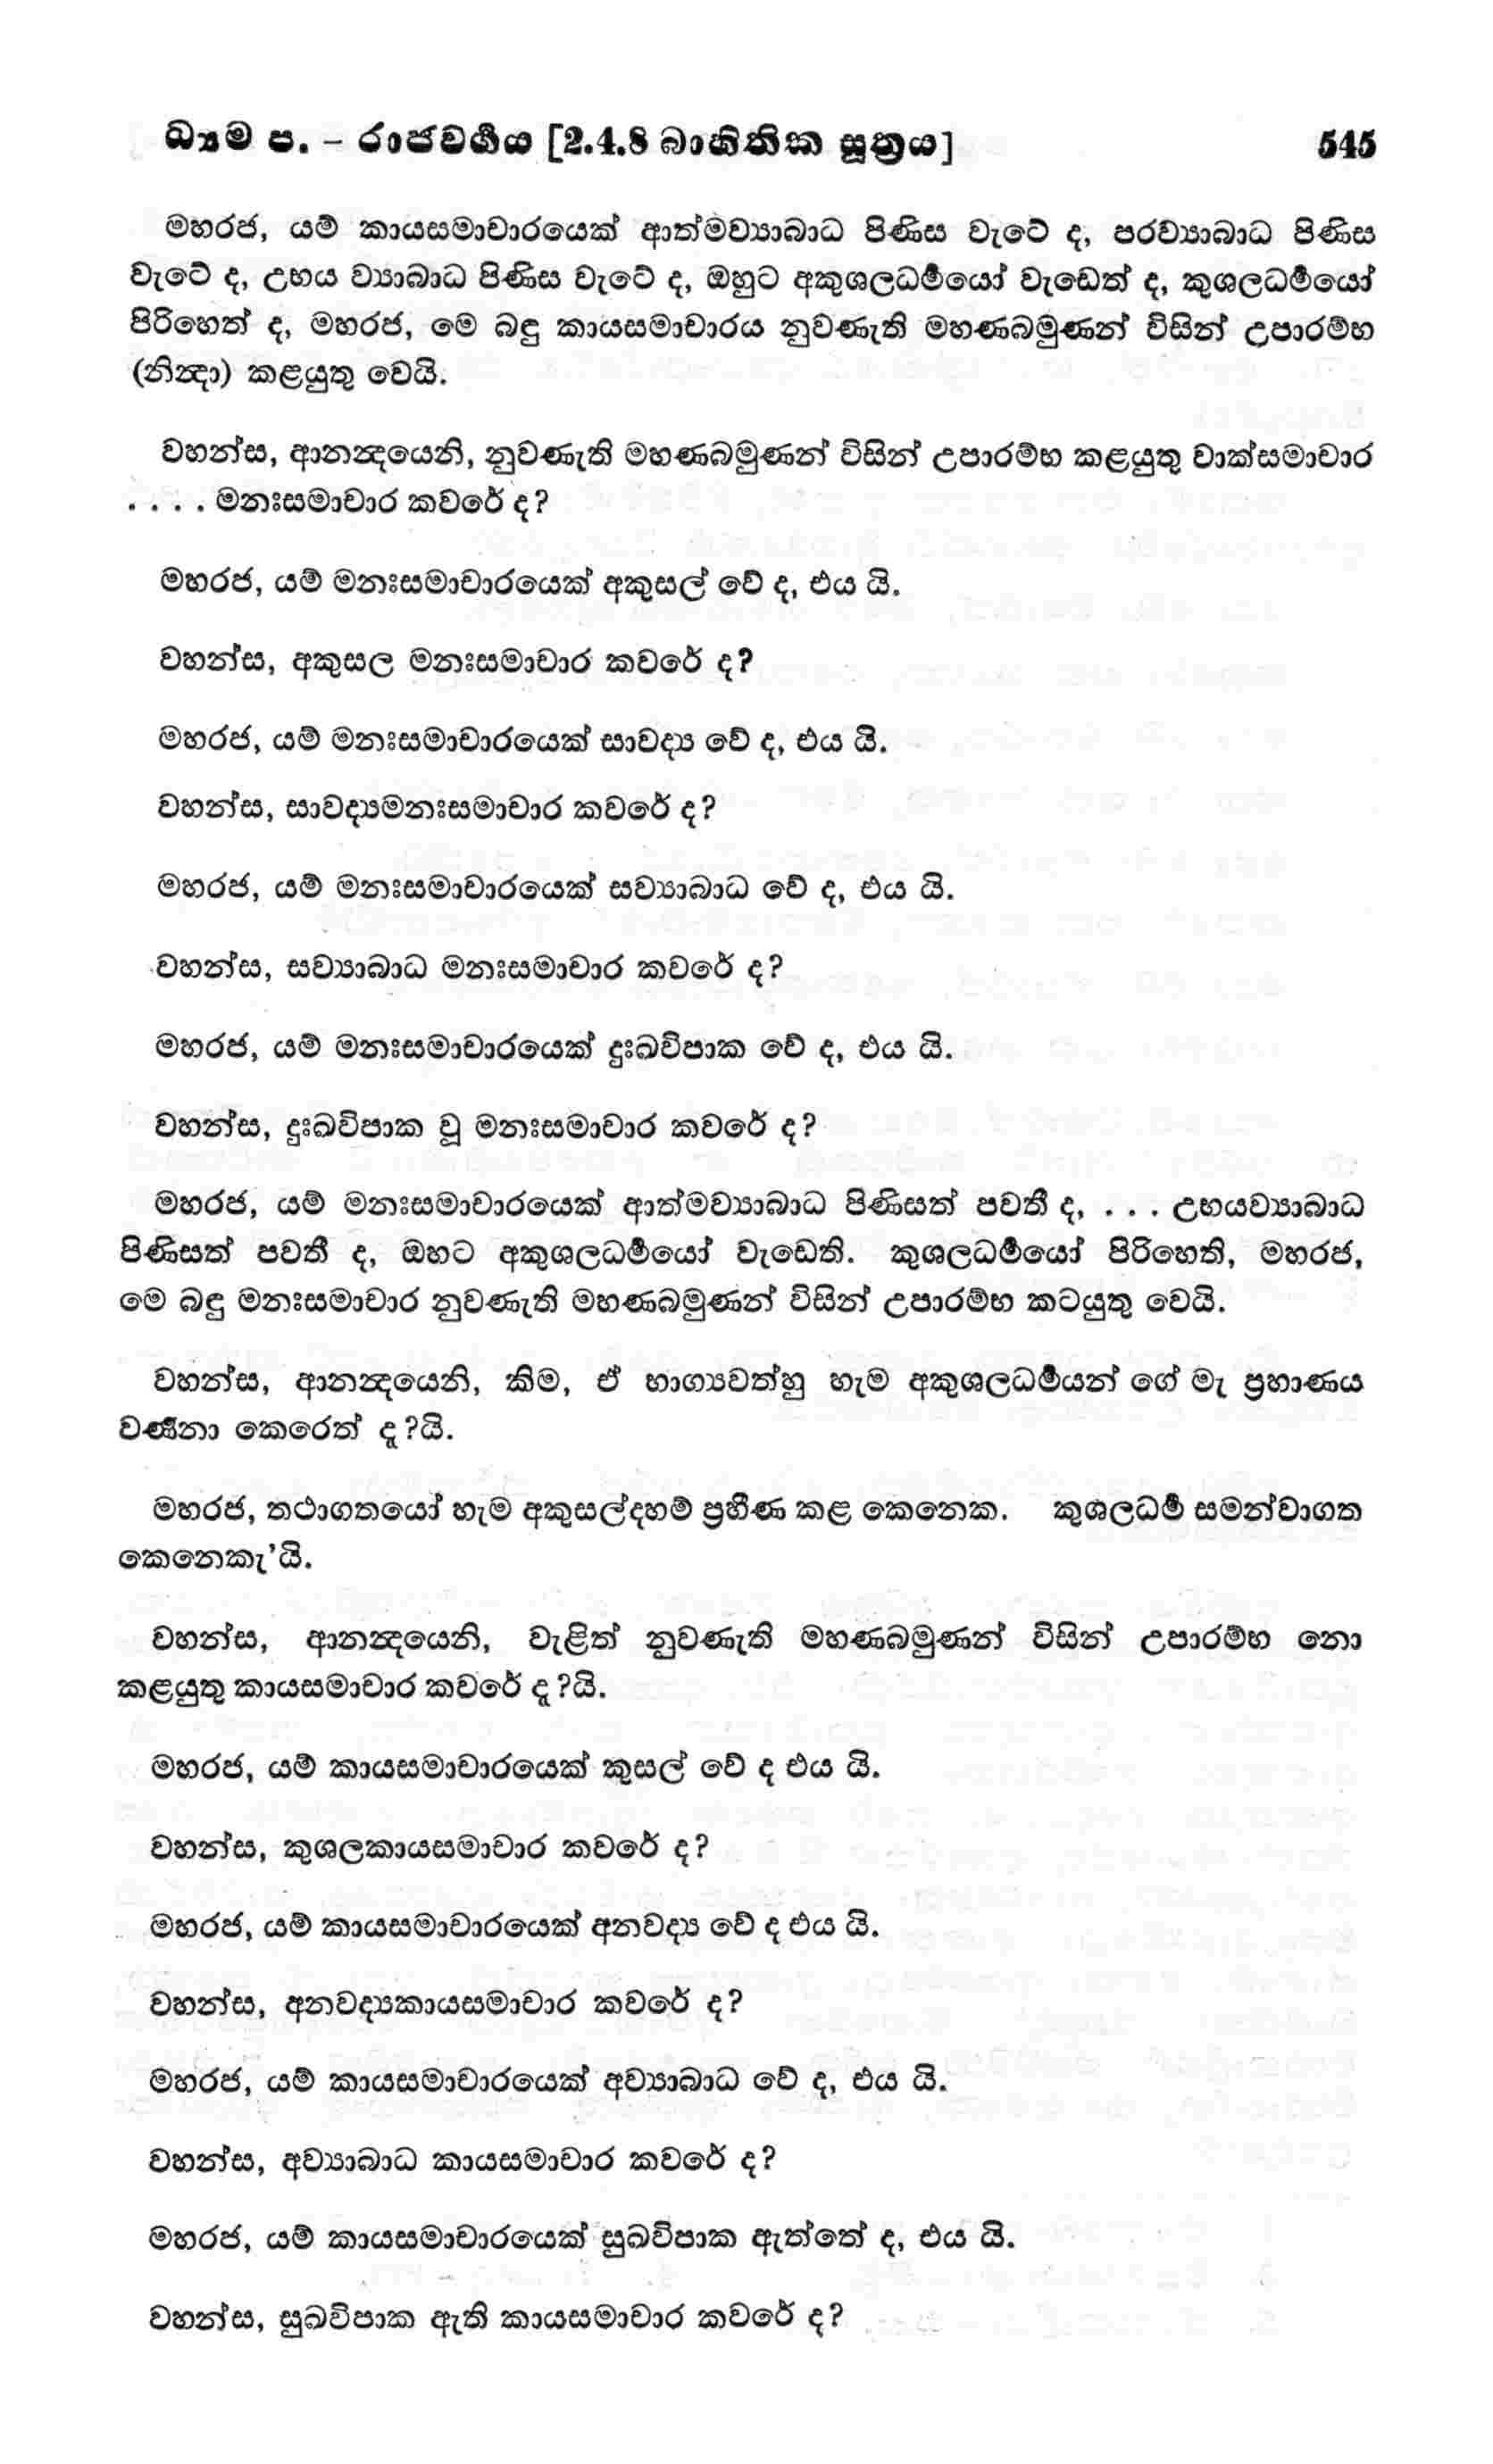 ඛ්‍යම ප. – රාජවර්‍ගය [2.4.8 බාහිතික සූත්‍රය] 545
මහරජ, යම් කායසමාචාරයෙක් ආත්මව්‍යාබාධ පිණිස වැටේ ද, පරව්‍යාබාධ පිණිස
වැටේ ද, උභය ව්‍යාබාධ පිණිස වැටේ ද, ඔහුට අකුශලධර්‍මයෝ වැඩෙත් ද, කුශලධර්‍මයෝ
පිරිහෙත් ද, මහරජ, මෙ බඳු කායසමාචාරය නුවණැති මහණබමුණන් විසින් උපාරම්භ
(නින්‍දා) කළයුතු වෙයි.
වහන්ස, ආනන්‍දයෙනි, නුවණැති මහණබමුණන් විසින් උපාරම්භ කළයුතු වාක්සමාචාර
. . . . මනඃසමාචාර කවරේ ද?
මහරජ, යම් මනඃසමාචාරයෙක් අකුසල් වේ ද, එය යි.
වහන්ස, අකුසල මනඃසමාචාර කවරේ ද?
මහරජ, යම් මනඃසමාචාරයෙක් සාවද්‍ය වේ ද, එය යි.
වහන්ස, සාවද්‍යමනඃසමාචාර කවරේ ද?
මහරජ, යම් මනඃසමාචාරයෙක් සව්‍යාබාධ වේ ද, එය යි.
වහන්ස, සව්‍යාබාධ මනඃසමාචාර කවරේ ද?
මහරජ, යම් මනඃසමාචාරයෙක් දුඃඛවිපාක වේ ද, එය යි.
වහන්ස, දුඃඛවිපාක වූ මනඃසමාචාර කවරේ ද?
මහරජ, යම් මනඃසමාචාරයෙක් ආත්මව්‍යාබාධ පිණිසත් පවතී ද, . . . උභයව්‍යාබාධ
පිණිසත් පවතී ද, ඔහට අකුශලධර්‍මයෝ වැඩෙති. කුශලධර්‍මයෝ පිරිහෙති, මහරජ,
මෙ බඳු මනඃසමාචාර නුවණැති මහණබමුණන් විසින් උපාරම්භ කටයුතු වෙයි.
වහන්ස, ආනන්‍දයෙනි, කිම, ඒ භාග්‍යවත්හු හැම අකුශලධර්‍මයන් ගේ මැ ප්‍රහාණය
වර්‍ණනා කෙරෙත් දැ?යි.
මහරජ, තථාගතයෝ හැම අකුසල්දහම් ප්‍රහීණ කළ කෙනෙක. කුශලධර්‍ම සමන්වාගත
කෙනෙකැ'යි.
වහන්ස, ආනන්‍දයෙනි, වැළිත් නුවණැති මහණබමුණන් විසින් උපාරම්භ නො
කළයුතු කායසමාචාර කවරේ දැ?යි.
මහරජ, යම් කායසමාචාරයෙක් කුසල් වේ ද එය යි.
වහන්ස, කුශලකායසමාචාර කවරේ ද?
මහරජ, යම් කායසමාචාරයෙක් අනවද්‍ය වේ ද එය යි.
වහන්ස, අනවද්‍යකායසමාචාර කවරේ ද?
මහරජ, යම් කායසමාචාරයෙක් අව්‍යාබාධ වේ ද, එය යි.
වහන්ස, අව්‍යාබාධ කායසමාචාර කවරේ ද?
මහරජ, යම් කායසමාචාරයෙක් සුඛවිපාක ඇත්තේ ද, එය යි.
වහන්ස, සුඛවිපාක ඇති කායසමාචාර කවරේ ද?